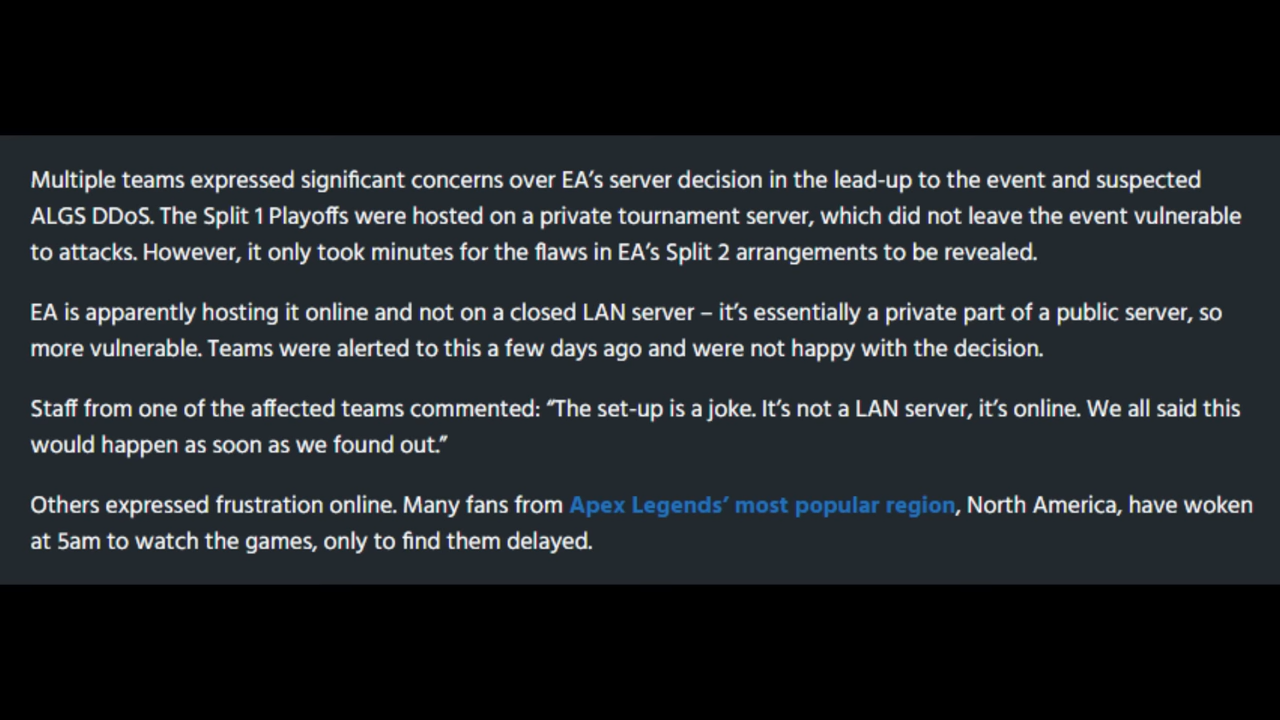 Multiple teams expressed significant concerns over EA’s server decision in the lead-up to the event and suspected
ALGS DDoS. The Split 1 Playoffs were hosted on a private tournament server, which did not leave the event vulnerable
to attacks. However, it only took minutes for the flaws in EA’s Split 2 arrangements to be revealed.
EA is apparently hosting it online and not on a closed LAN server – it’s essentially a private part of a public server, so
more vulnerable. Teams were alerted to this a few days ago and were not happy with the decision.
Staff from one of the affected teams commented: “The set-up is a joke. It’s not a LAN server, it’s online. We all said this
would happen as soon as we found out.”
Others expressed frustration online. Many fans from Apex Legends’ most popular region, North America, have woken
at 5am to watch the games, only to find them delayed.